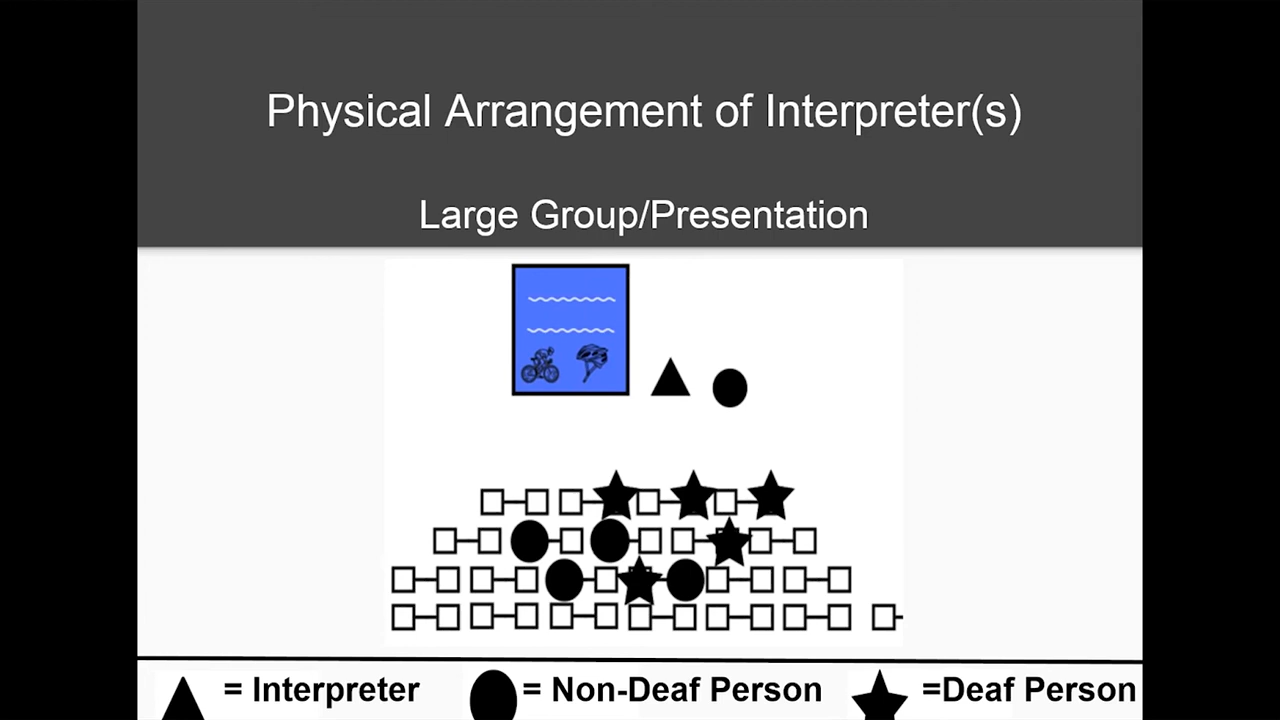 Physical Arrangement of Interpreter(s)
Large Group/Presentation
= Interpreter
= Non-Deaf Person
=Deaf Person